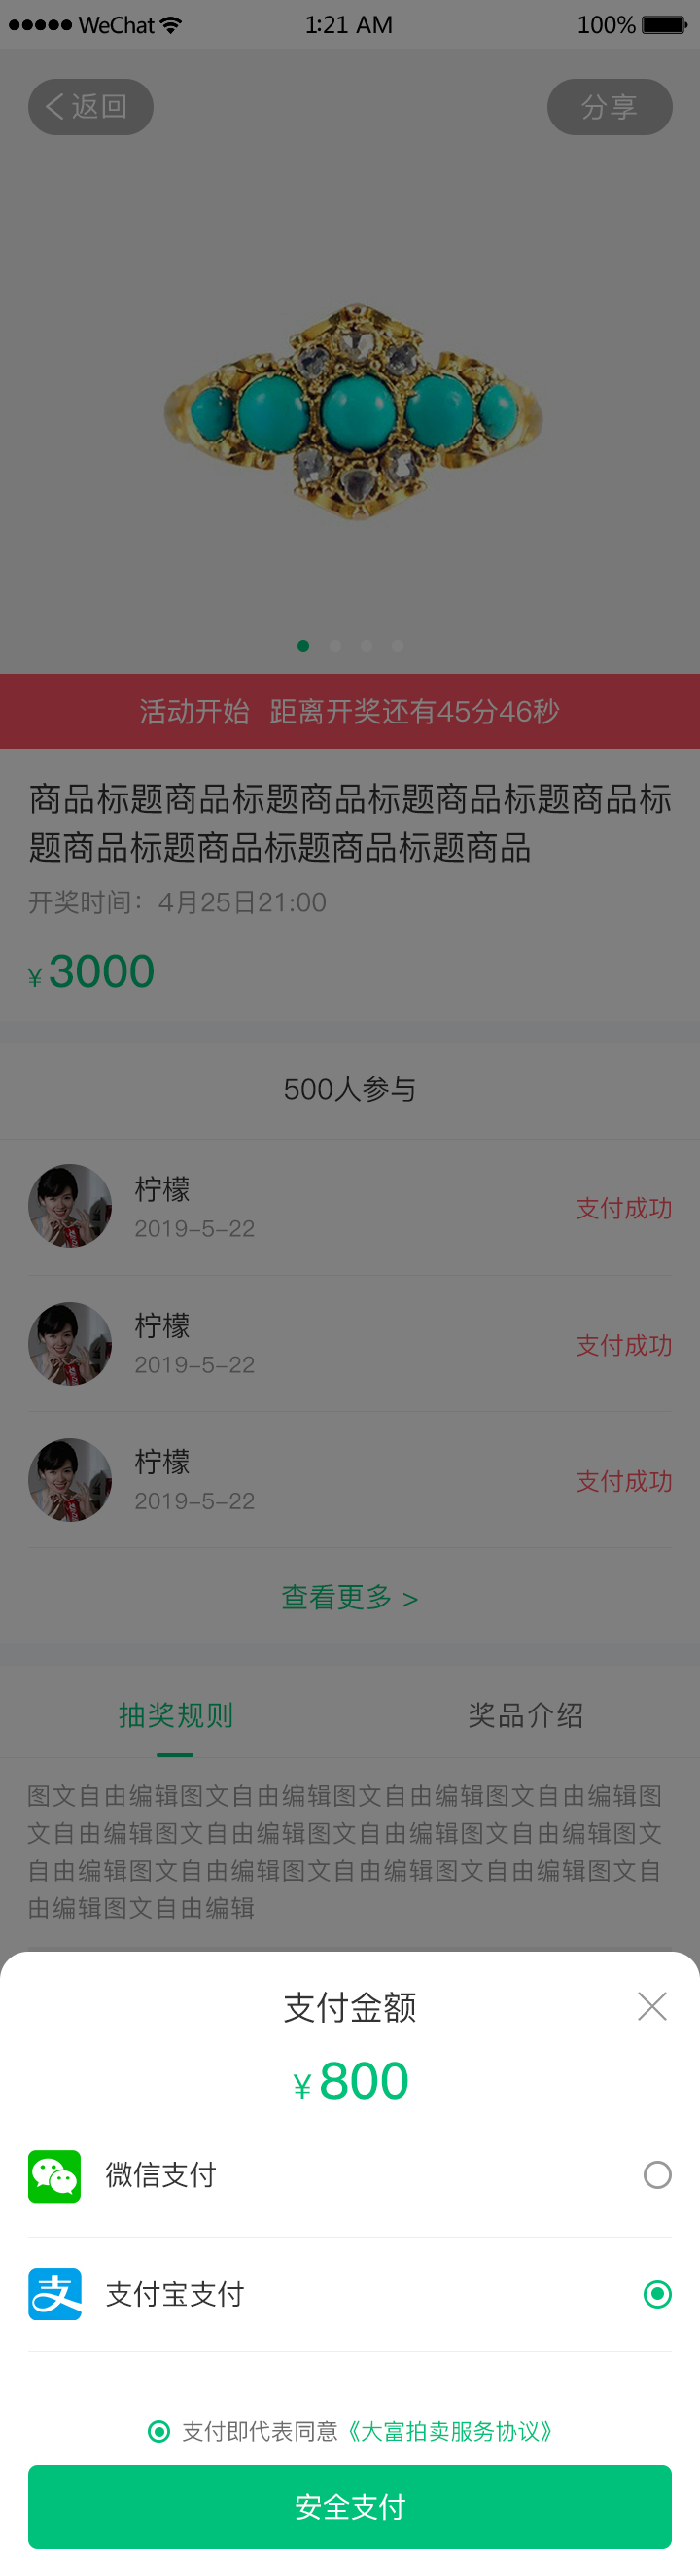 WeChat 1:21 AM 100%
返回 分享
活动开始 距离开奖还有45分46秒
商品标题商品标题商品标题商品标题商品标
题商品标题商品标题商品标题商品
开奖时间：4月25日21:00
¥3000
500人参与
柠檬
2019-5-22
支付成功
柠檬
2019-5-22
支付成功
柠檬
2019-5-22
支付成功
查看更多 >
抽奖规则 奖品介绍
图文自由编辑图文自由编辑图文自由编辑图文自由编辑图
文自由编辑图文自由编辑图文自由编辑图文自由编辑图文
自由编辑图文自由编辑图文自由编辑图文自由编辑图文自
由编辑图文自由编辑
支付金额
¥800
微信支付
支 支付宝支付
支付即代表同意《大富拍卖服务协议》
安全支付